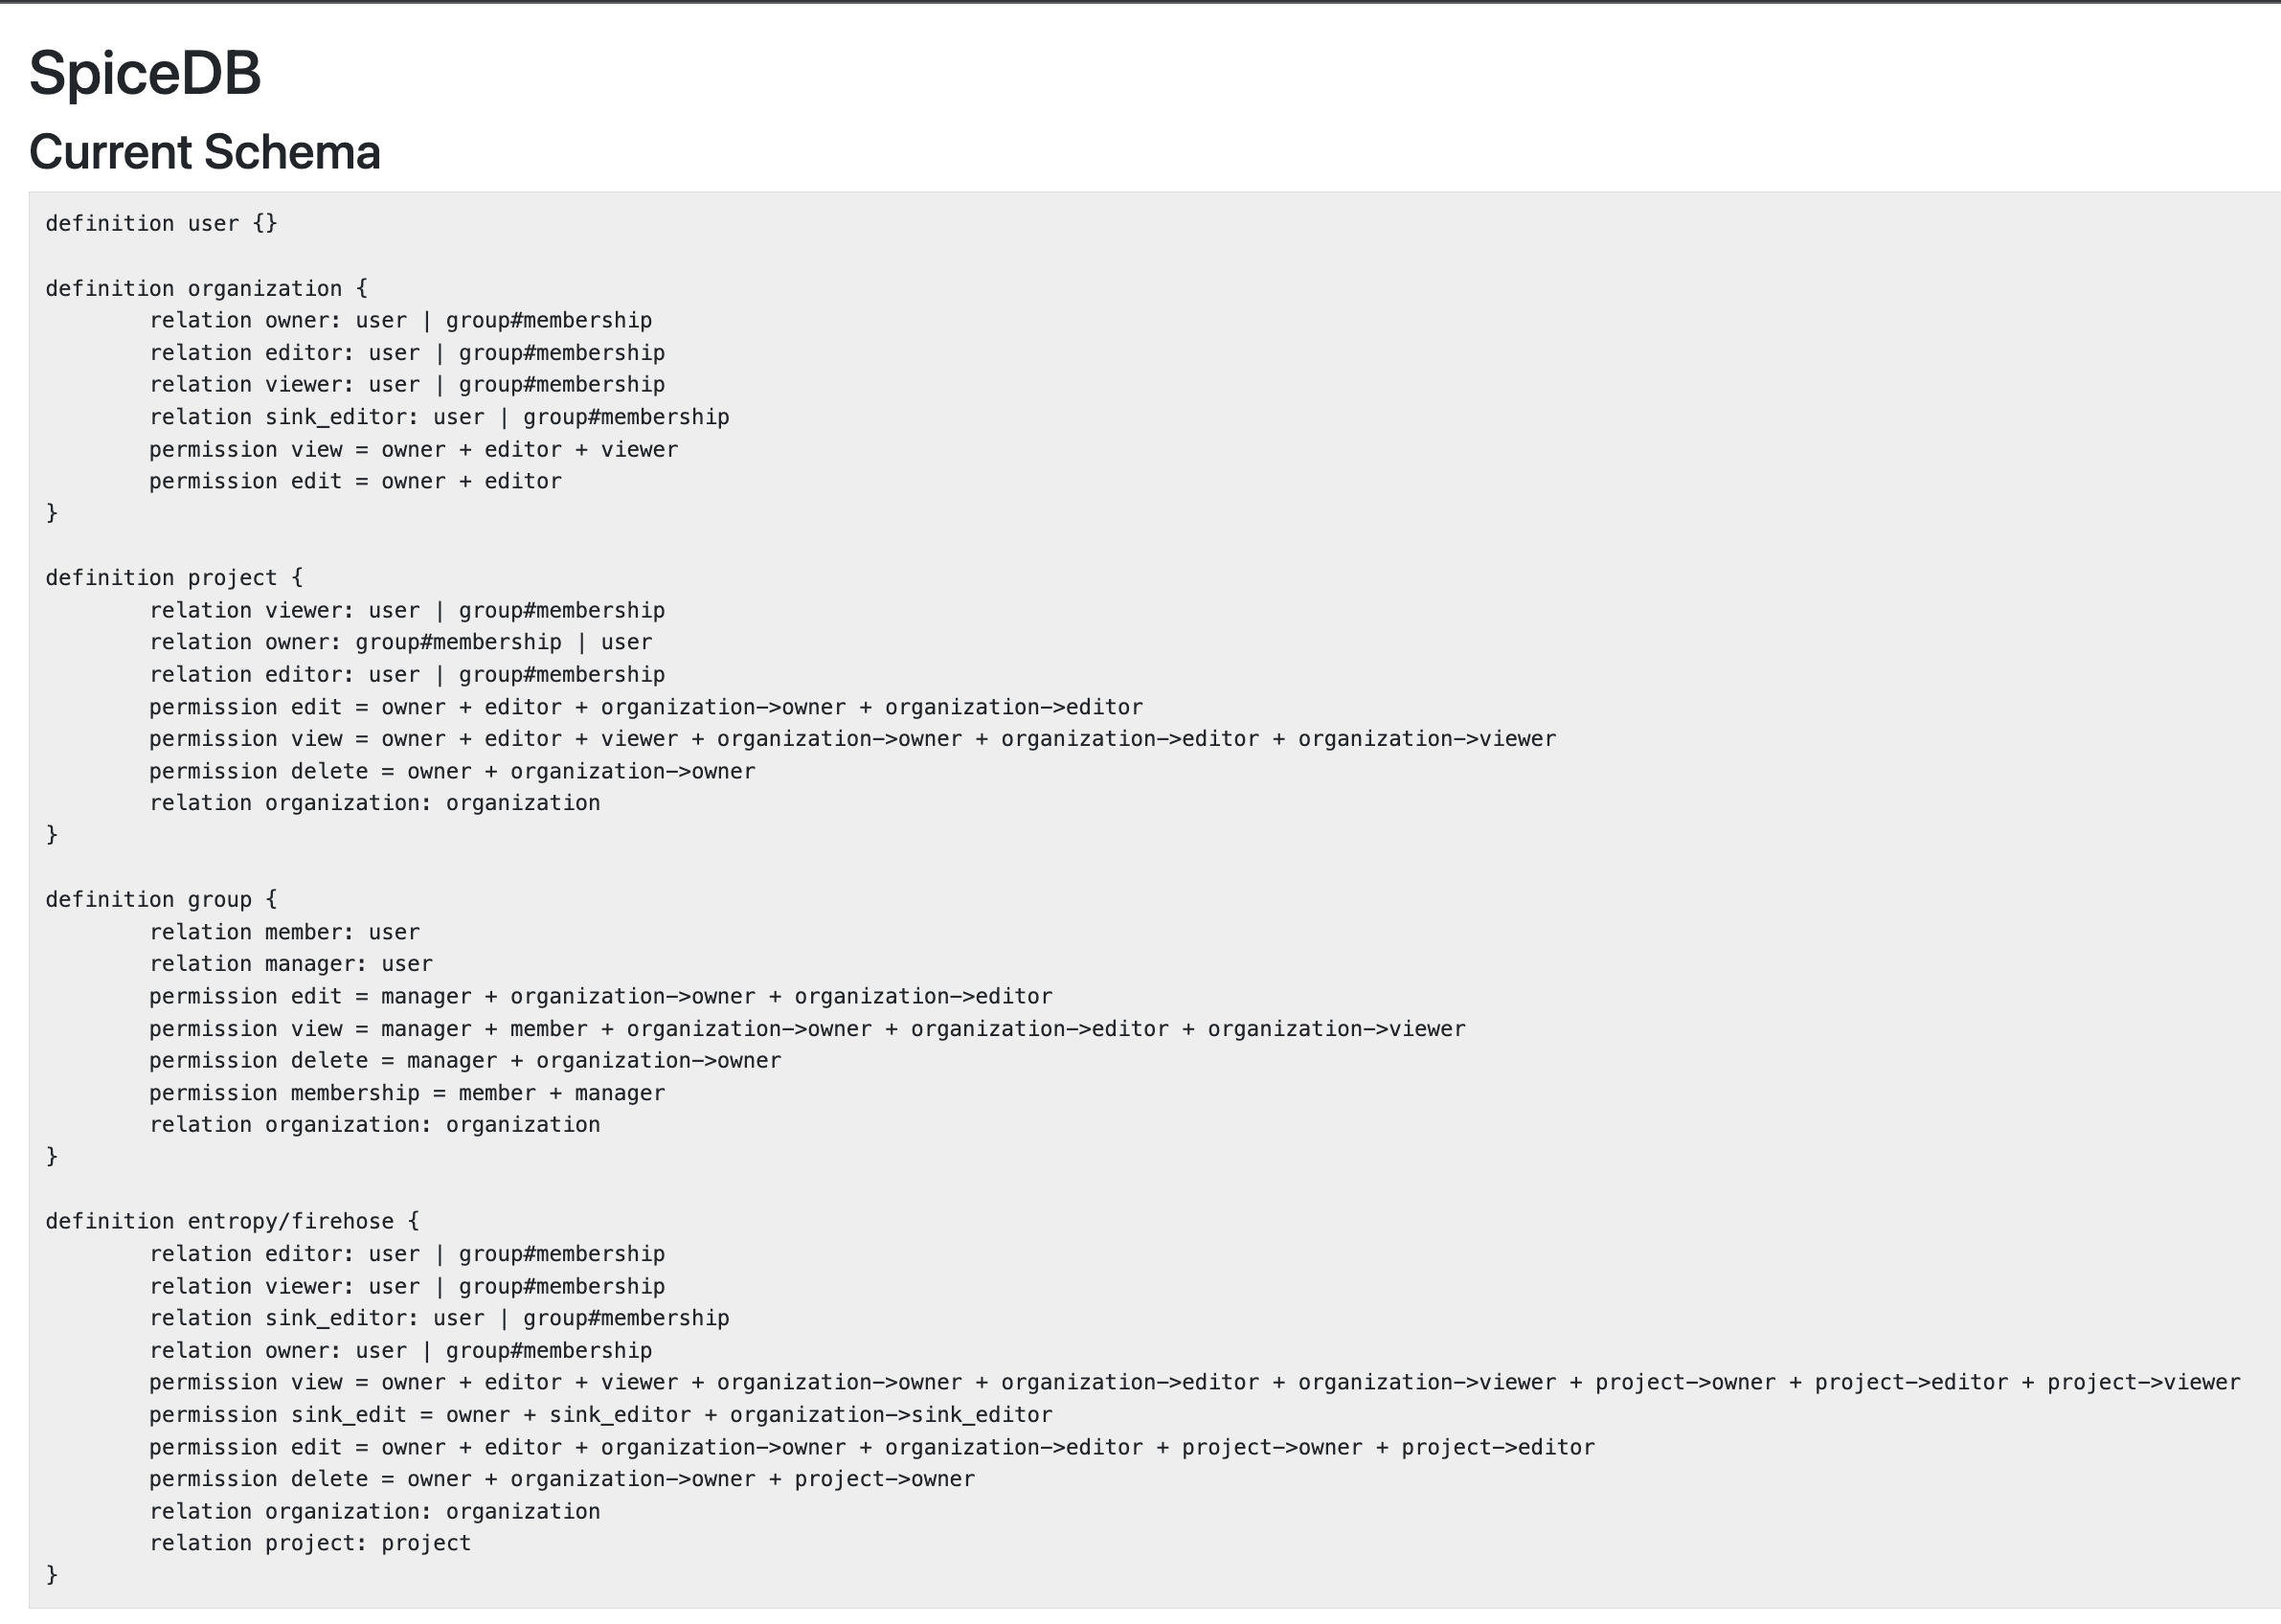 SpiceDB
Current Schema
definition user {}
definition organization {
relation owner: user | group#membership
relation editor: user | group#membership
relation viewer: user | group#membership
relation sink_editor: user | group#membership
permission view = owner + editor + viewer
permission edit = owner + editor
}
definition project {
relation viewer: user | group#membership
relation owner: group#membership | user
relation editor: user | group#membership
permission edit = owner + editor + organization->owner + organization->editor
permission view = owner + editor + viewer + organization->owner + organization->editor + organization->viewer
permission delete = owner + organization->owner
relation organization: organization
}
definition group {
relation member: user
relation manager: user
permission edit = manager + organization->owner + organization->editor
permission view = manager + member + organization->owner + organization->editor + organization->viewer
permission delete = manager + organization->owner
permission membership = member + manager
relation organization: organization
}
definition entropy/firehose {
relation editor: user | group#membership
relation viewer: user | group#membership
relation sink_editor: user | group#membership
relation owner: user | group#membership
permission view = owner + editor + viewer + organization->owner + organization->editor + organization->viewer + project->owner + project->editor + project->viewer
permission sink_edit = owner + sink_editor + organization->sink_editor
permission edit = owner + editor + organization->owner + organization->editor + project->owner + project->editor
permission delete = owner + organization->owner + project->owner
relation organization: organization
relation project: project
}